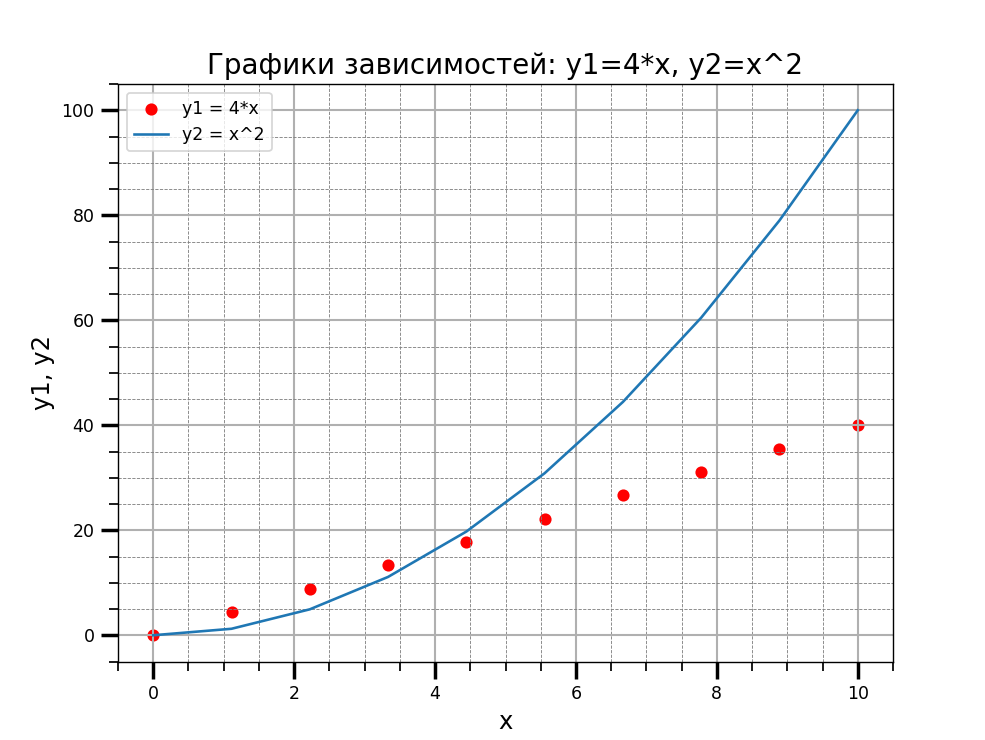 Графики зависимостей: y1=4*x, y2=x^2
y1 = 4*x
y2 = x^2
100
80
60
40
20
0
y1, y2
0 2 4 6 8 10
x